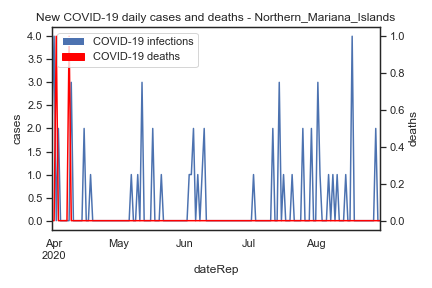 New COVID-19 daily cases and deaths - Northern_Mariana_Islands
COVID-19 infections
COVID-19 deaths
4.0
3.5
3.0
2.5
2.0
1.5
1.0
0.5
0.0
cases
1.0
0.8
0.6
0.4
0.2
0.0
deaths
Apr May Jun Jul Aug
2020
dateRep